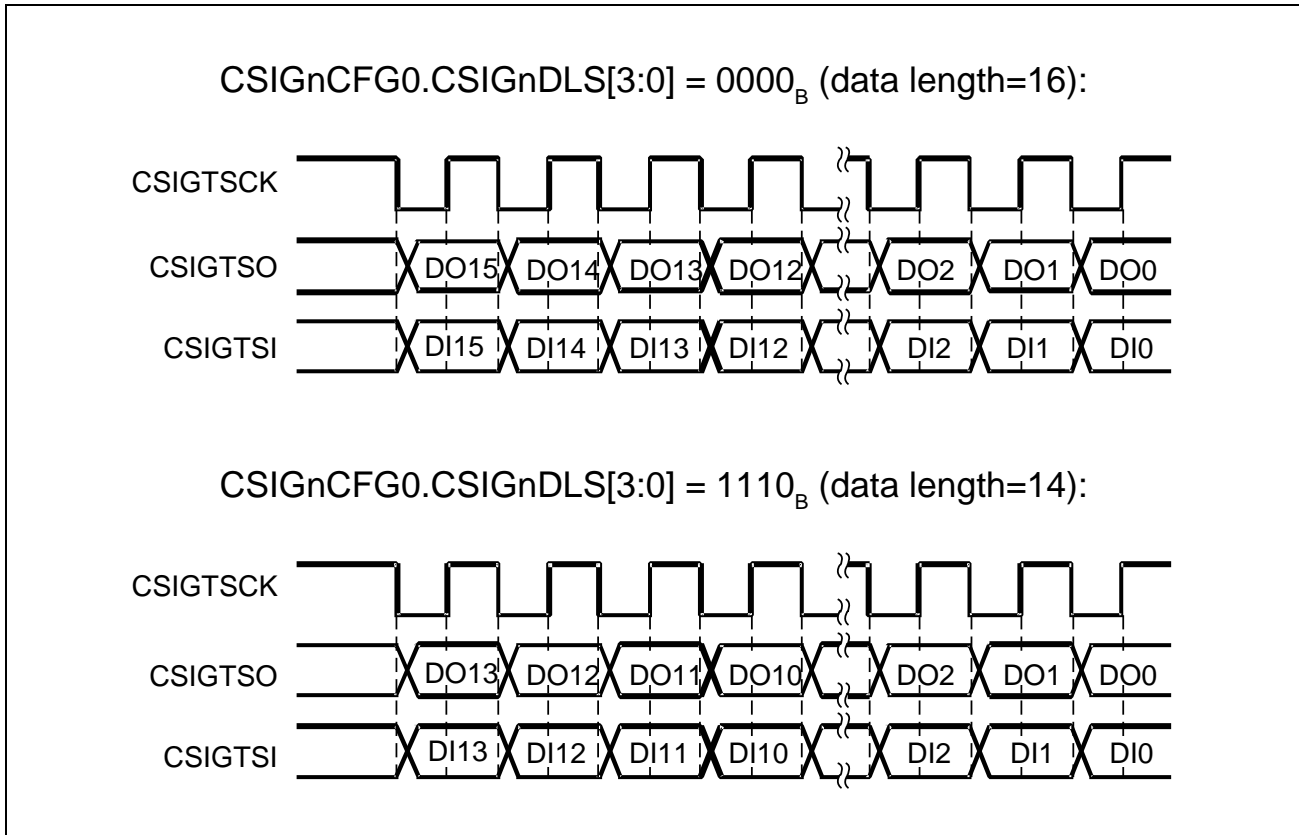 CSIGnCFG0.CSIGnDLS[3:0] = 0000B (data length=16):
CSIGTSCK
CSIGTSO DO15 DO14 DO13 DO12 DO2 DO1 DO0
CSIGTSI DI15 DI14 DI13 DI12 DI2 DI1 DI0
CSIGnCFG0.CSIGnDLS[3:0] = 1110B (data length=14):
CSIGTSCK
CSIGTSO DO13 DO12 DO11 DO10 DO2 DO1 DO0
CSIGTSI DI13 DI12 DI11 DI10 DI2 DI1 DI0